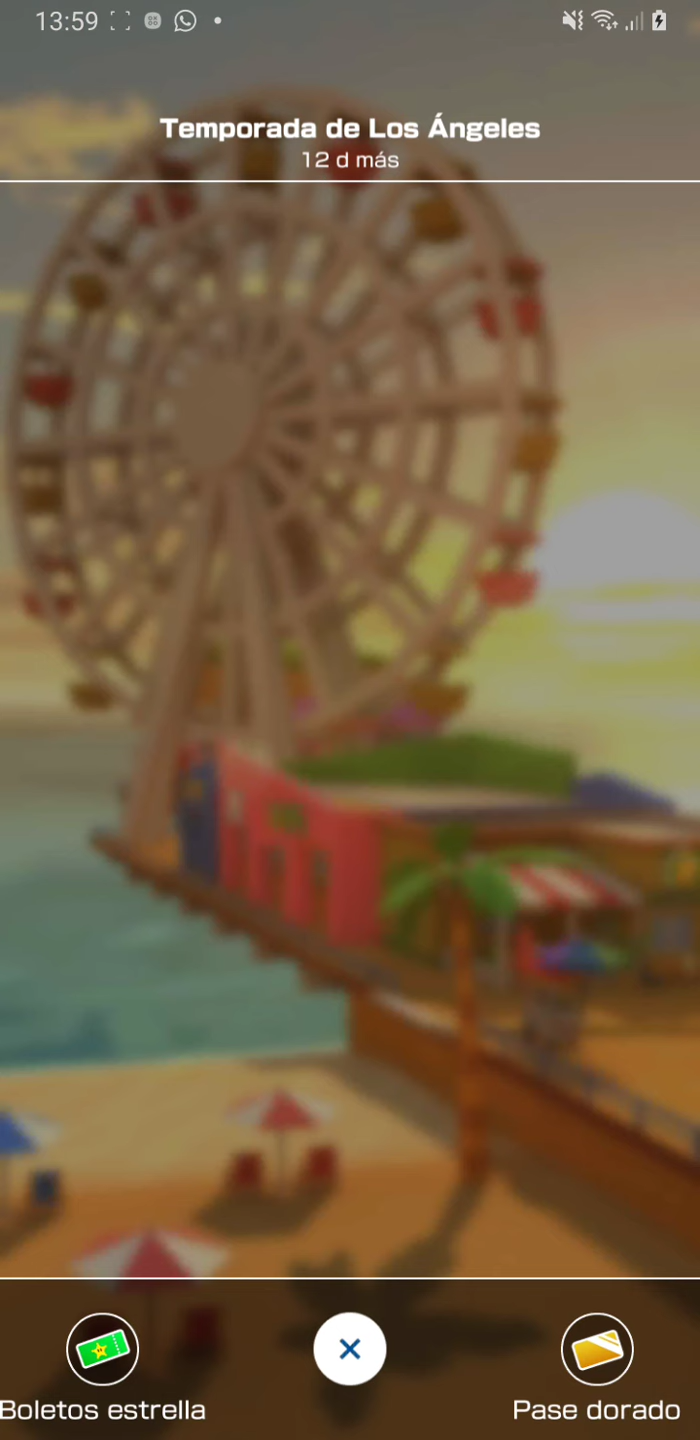 13:59
Temporada de Los Ángeles
12 d más
Boletos estrella
Pase dorado